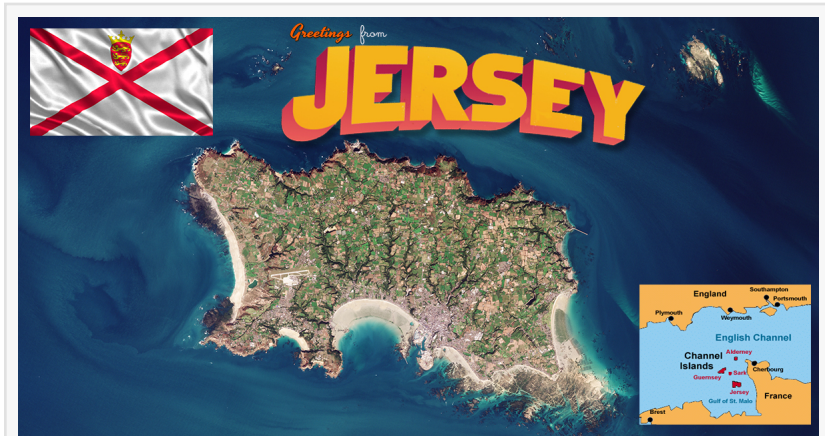 Greetings from
JERSEY
Southampton
England
Portsmouth
Plymouth
Weymouth
English Channel
Alderney
Channel
Islands
Cherbourg
Sark
Guernsey
Jersey
France
Gulf of St. Malo
Brest